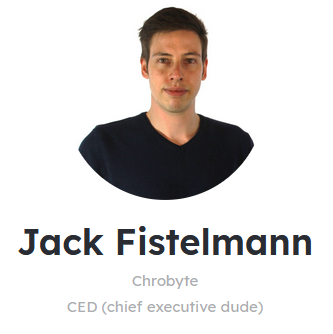 Jack Fistelmann
Chrobyte
CED (chief executive dude)